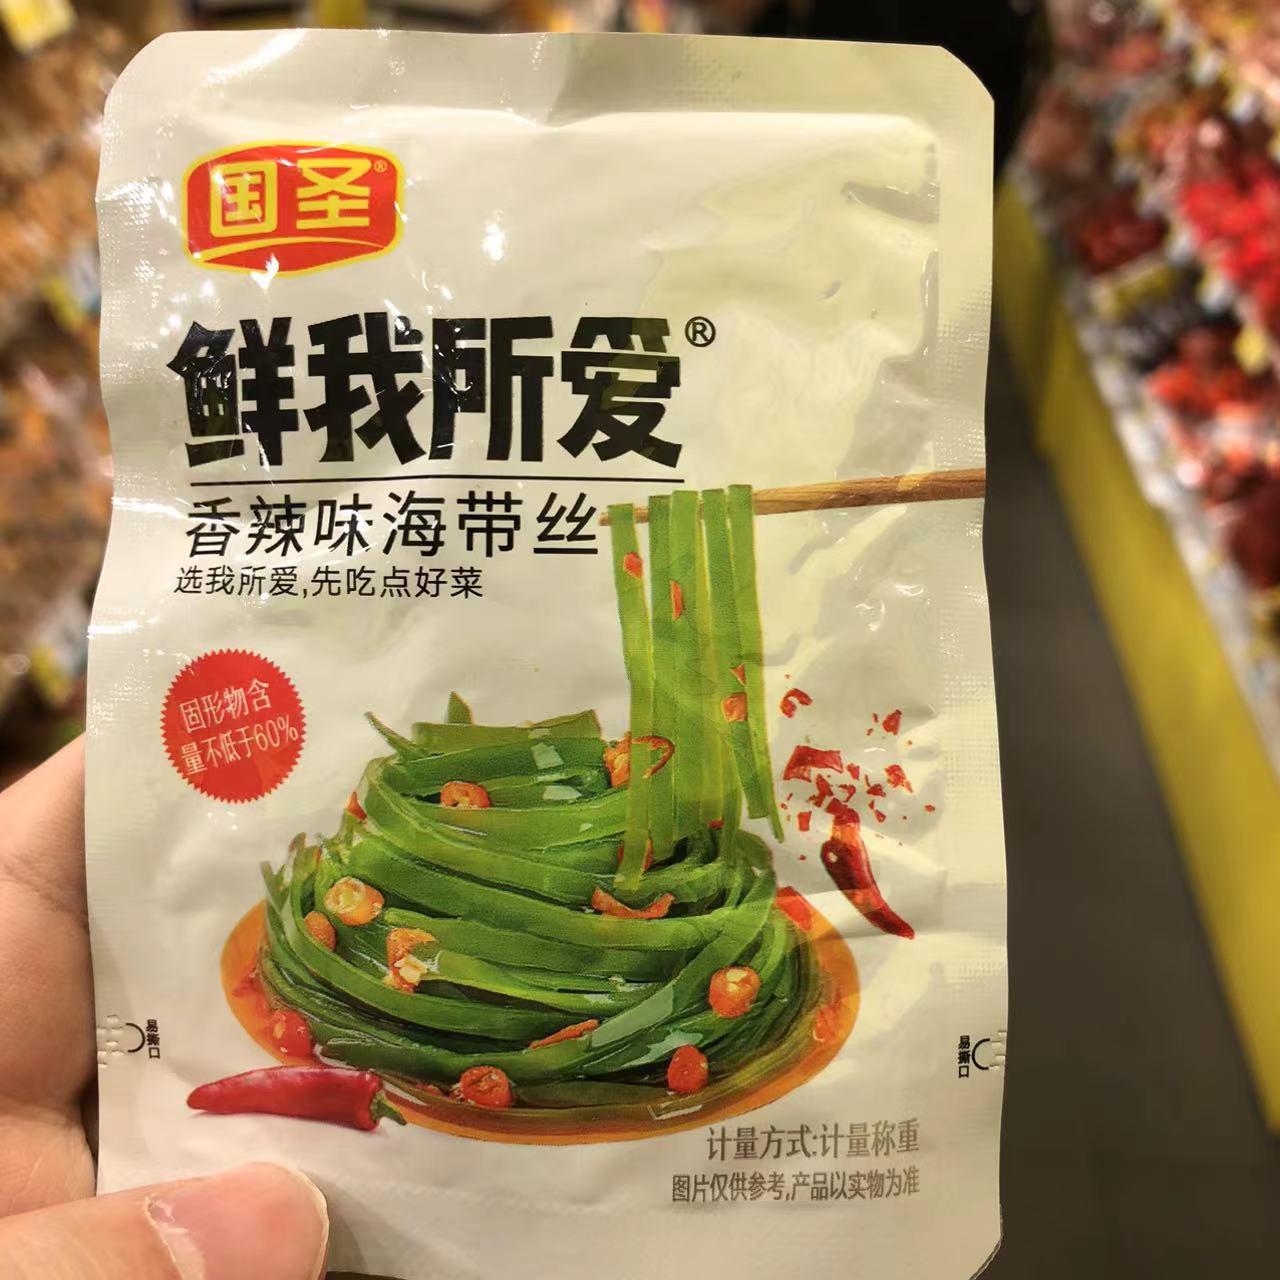 国圣®
鲜我所爱®
香辣味海带丝
选我所爱,先吃点好菜
固形物含
量不低于60%
易撕口
易撕口
计量方式:计量称重
图片仅供参考,产品以实物为准